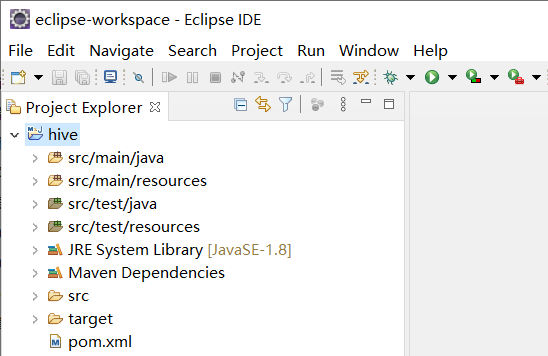 eclipse-workspace - Eclipse IDE
File Edit Navigate Search Project Run Window Help
Project Explorer
hive
src/main/java
src/main/resources
src/test/java
src/test/resources
JRE System Library [JavaSE-1.8]
Maven Dependencies
src
target
pom.xml